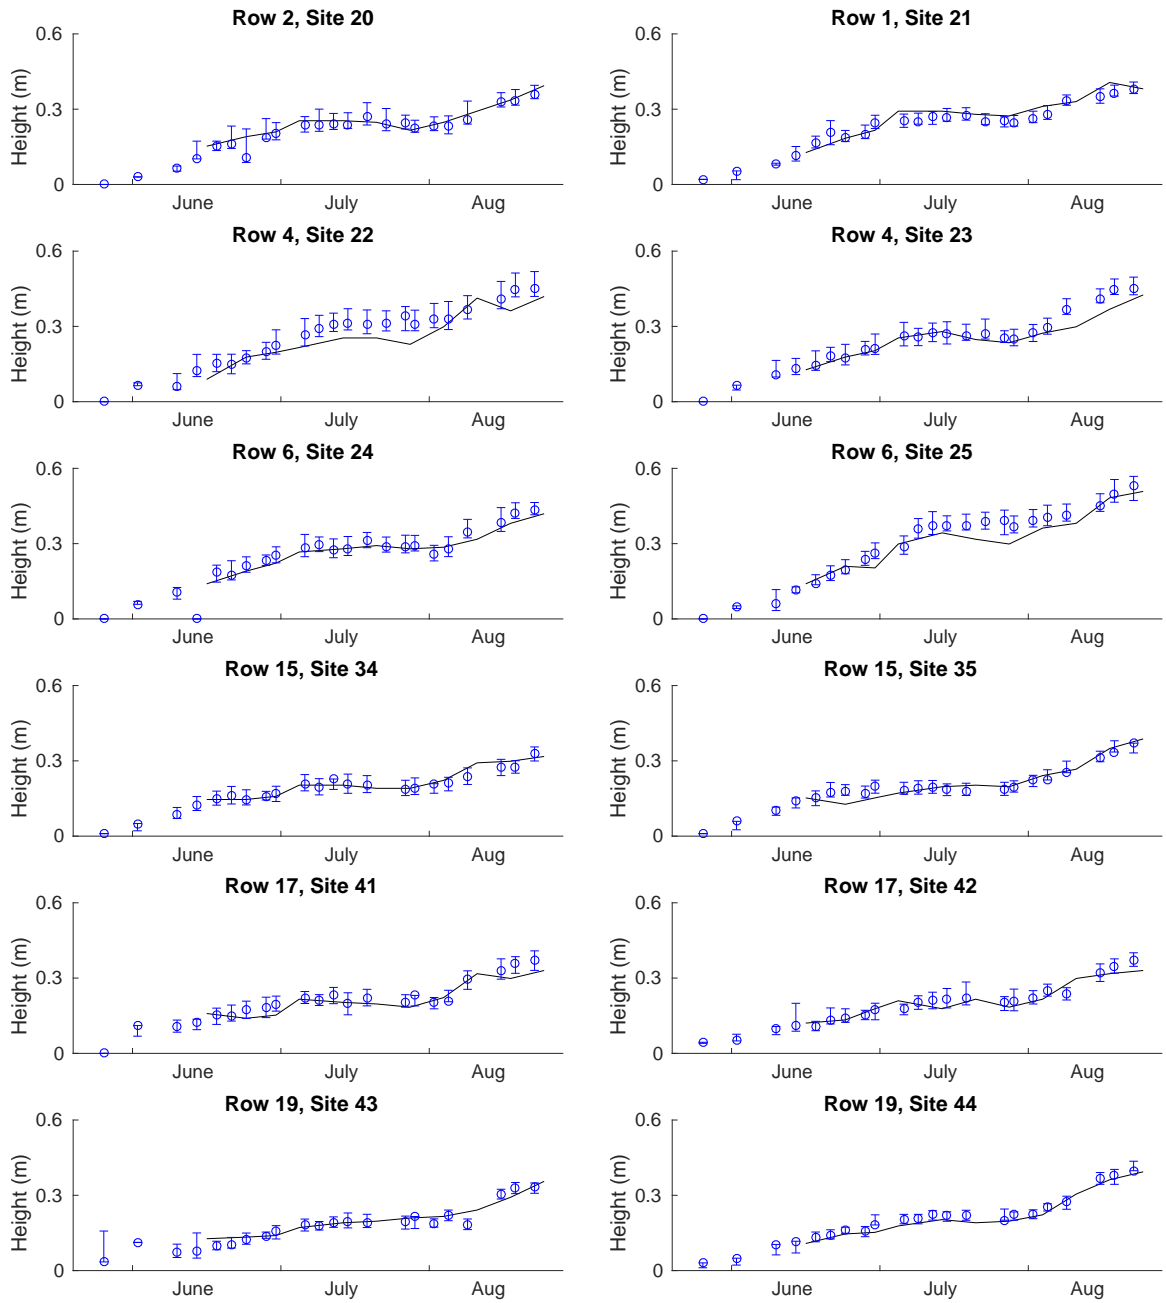 Row 2, Site 20
Row 1, Site 21
0.6
0.3
0
Height (m)
June
July
Aug
0.6
0.3
0
Height (m)
June
July
Aug
Row 4, Site 22
Row 4, Site 23
0.6
0.3
0
Height (m)
June
July
Aug
0.6
0.3
0
Height (m)
June
July
Aug
Row 6, Site 24
Row 6, Site 25
0.6
0.3
0
Height (m)
June
July
Aug
0.6
0.3
0
Height (m)
June
July
Aug
Row 15, Site 34
Row 15, Site 35
0.6
0.3
0
Height (m)
June
July
Aug
0.6
0.3
0
Height (m)
June
July
Aug
Row 17, Site 41
Row 17, Site 42
0.6
0.3
0
Height (m)
June
July
Aug
0.6
0.3
0
Height (m)
June
July
Aug
Row 19, Site 43
Row 19, Site 44
0.6
0.3
0
Height (m)
June
July
Aug
0.6
0.3
0
Height (m)
June
July
Aug